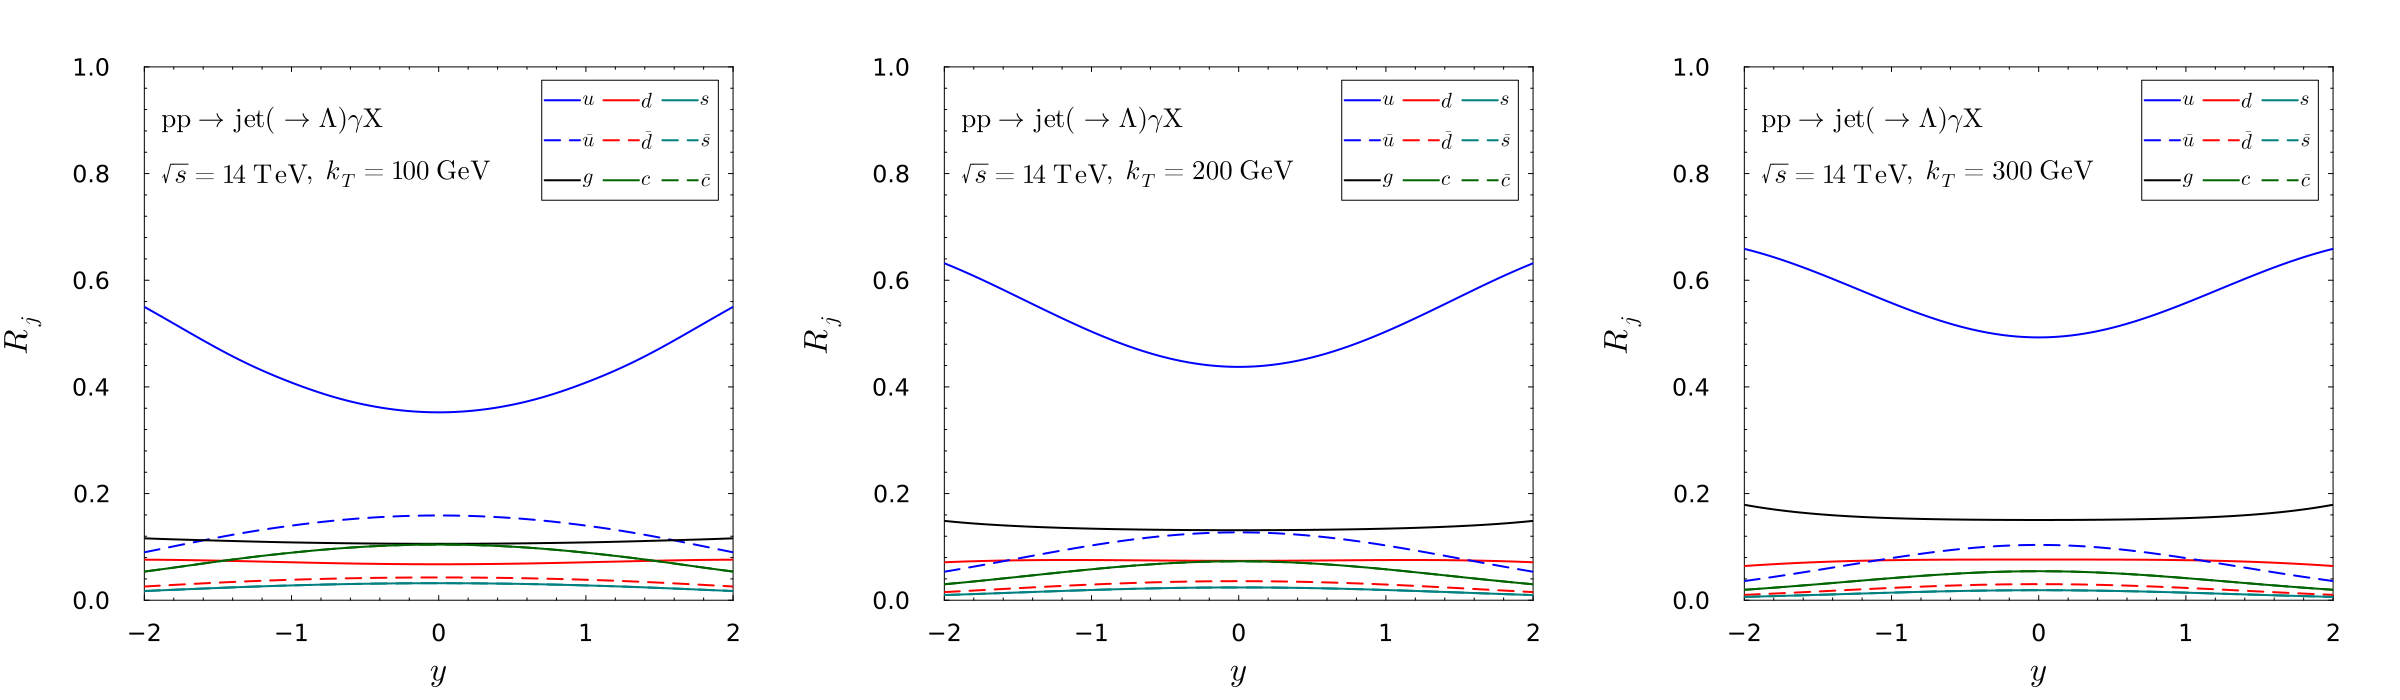 1.0
0.8
0.6
0.4
0.2
0.0
R_j
pp → jet( → Λ)γX
√s = 14 TeV, k_T = 100 GeV
u d s
ū d̄ s̄
g c c̄
−2 −1 0 1 2
y
1.0
0.8
0.6
0.4
0.2
0.0
R_j
pp → jet( → Λ)γX
√s = 14 TeV, k_T = 200 GeV
u d s
ū d̄ s̄
g c c̄
−2 −1 0 1 2
y
1.0
0.8
0.6
0.4
0.2
0.0
R_j
pp → jet( → Λ)γX
√s = 14 TeV, k_T = 300 GeV
u d s
ū d̄ s̄
g c c̄
−2 −1 0 1 2
y